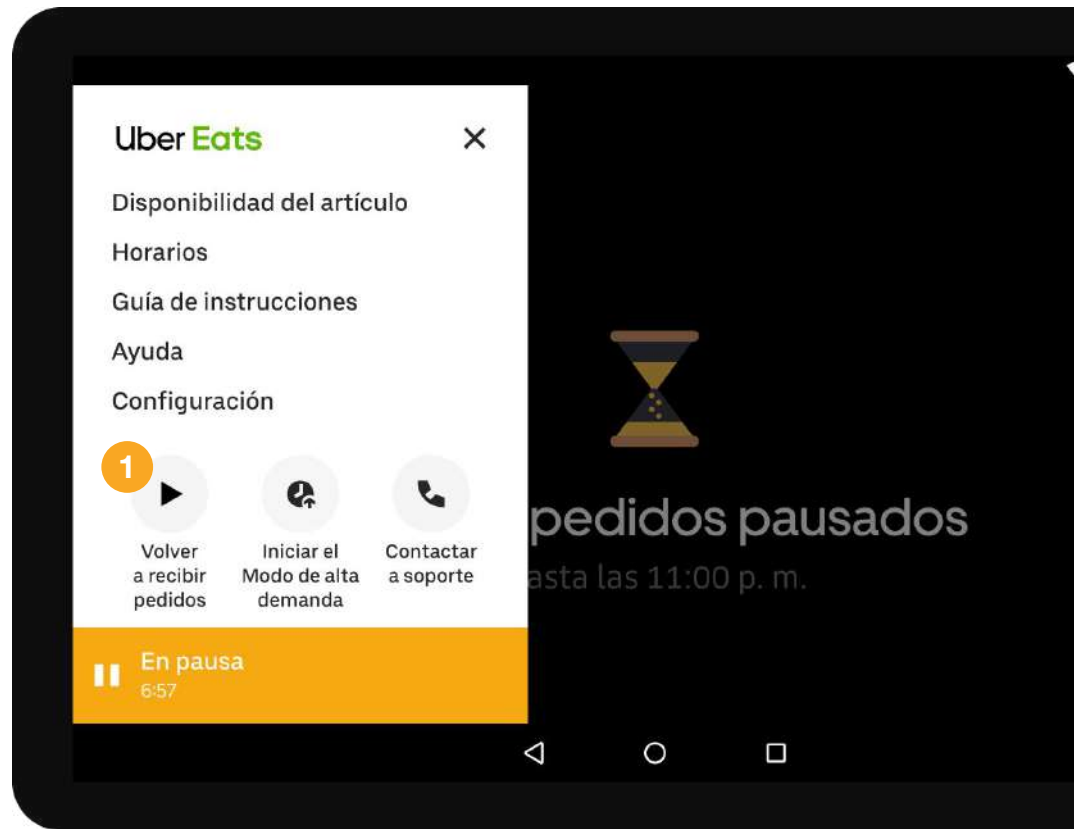 Uber Eats
Disponibilidad del artículo
Horarios
Guía de instrucciones
Ayuda
Configuración
1
Volver
a recibir
pedidos
Iniciar el
Modo de alta
demanda
Contactar
a soporte
pedidos pausados
asta las 11:00 p. m.
En pausa
6:57